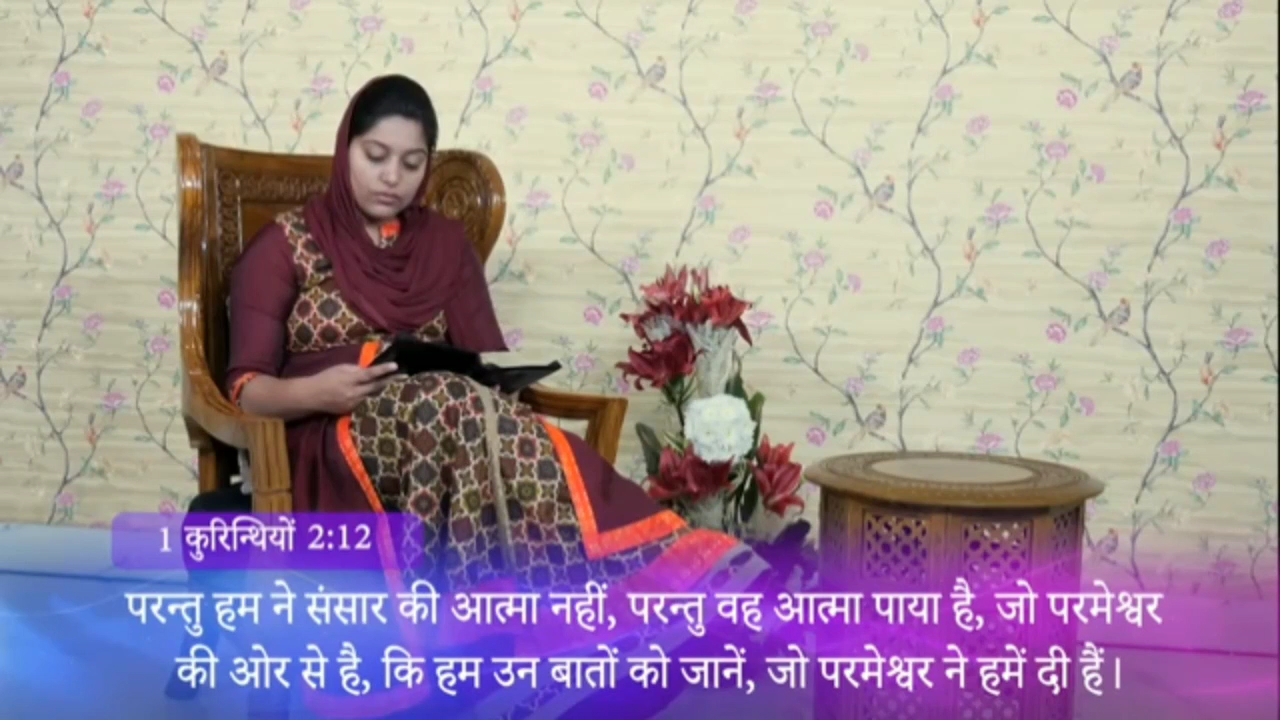 1 कुरिन्थियों 2:12
परन्तु हम ने संसार की आत्मा नहीं, परन्तु वह आत्मा पाया है, जो परमेश्वर
की ओर से है, कि हम उन बातों को जानें, जो परमेश्वर ने हमें दी हैं।